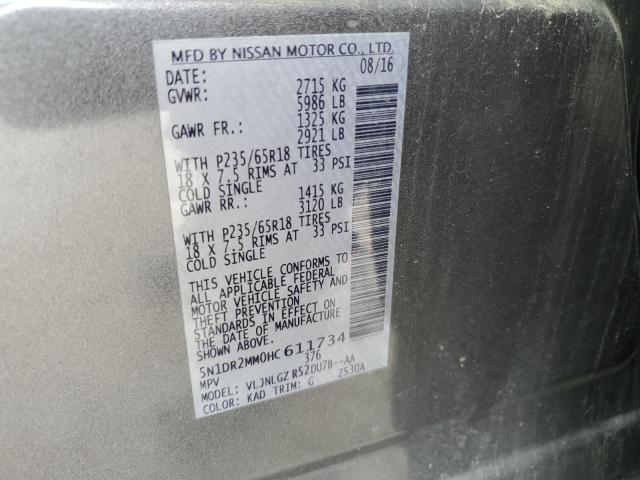 MFD BY NISSAN MOTOR CO., LTD.
DATE: 08/16
GVWR: 2715 KG
5986 LB
GAWR FR.: 1325 KG
2921 LB
WITH P235/65R18 TIRES
18 X 7.5 RIMS AT 33 PSI
COLD SINGLE
GAWR RR.: 1415 KG
3120 LB
WITH P235/65R18 TIRES
18 X 7.5 RIMS AT 33 PSI
COLD SINGLE
THIS VEHICLE CONFORMS TO
ALL APPLICABLE FEDERAL
MOTOR VEHICLE SAFETY AND
THEFT PREVENTION
STANDARDS IN EFFECT ON
THE DATE OF MANUFACTURE
SHOWN ABOVE.
5N1DR2MM0HC611734
MPV 376
MODEL: VLJNLGZ R52DU7B--AA
COLOR: KAD TRIM: G ZS30A